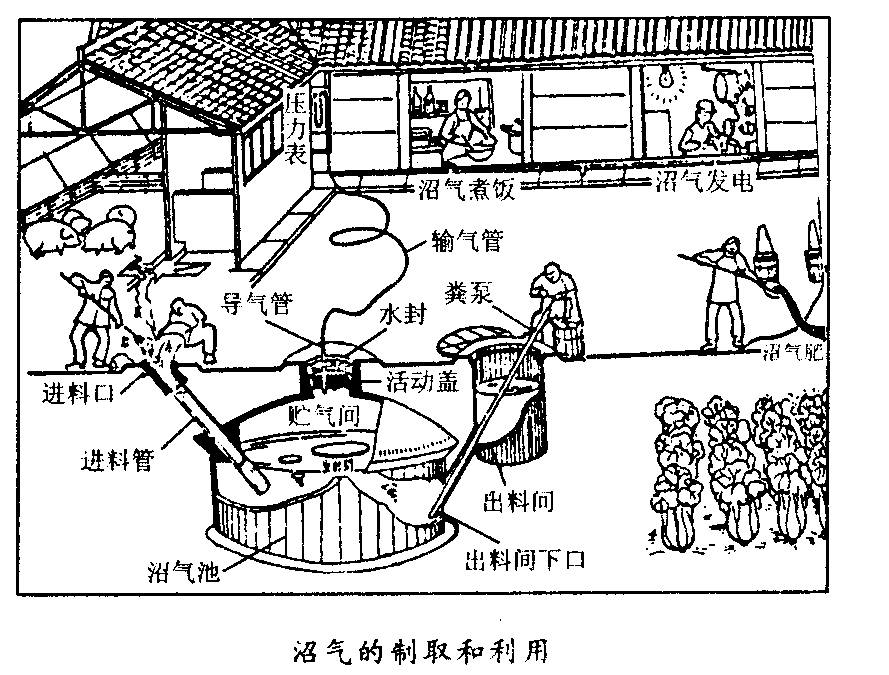 压力表
沼气煮饭
沼气发电
输气管
导气管
水封
粪泵
沼气肥
进料口
活动盖
贮气间
进料管
出料间
出料间下口
沼气池
沼气的制取和利用